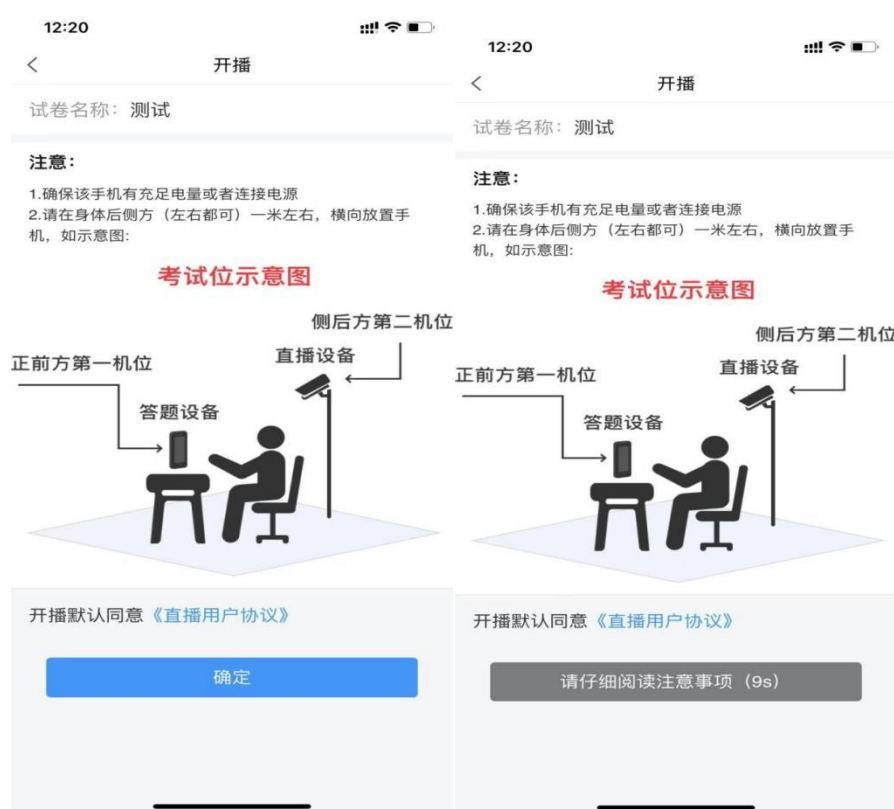 12:20
开播
试卷名称：测试
注意：
1.确保该手机有充足电量或者连接电源
2.请在身体后侧方（左右都可）一米左右，横向放置手
机，如示意图:
考试位示意图
侧后方第二机位
直播设备
正前方第一机位
答题设备
开播默认同意《直播用户协议》
确定
12:20
开播
试卷名称：测试
注意：
1.确保该手机有充足电量或者连接电源
2.请在身体后侧方（左右都可）一米左右，横向放置手
机，如示意图:
考试位示意图
侧后方第二机位
直播设备
正前方第一机位
答题设备
开播默认同意《直播用户协议》
请仔细阅读注意事项（9s）